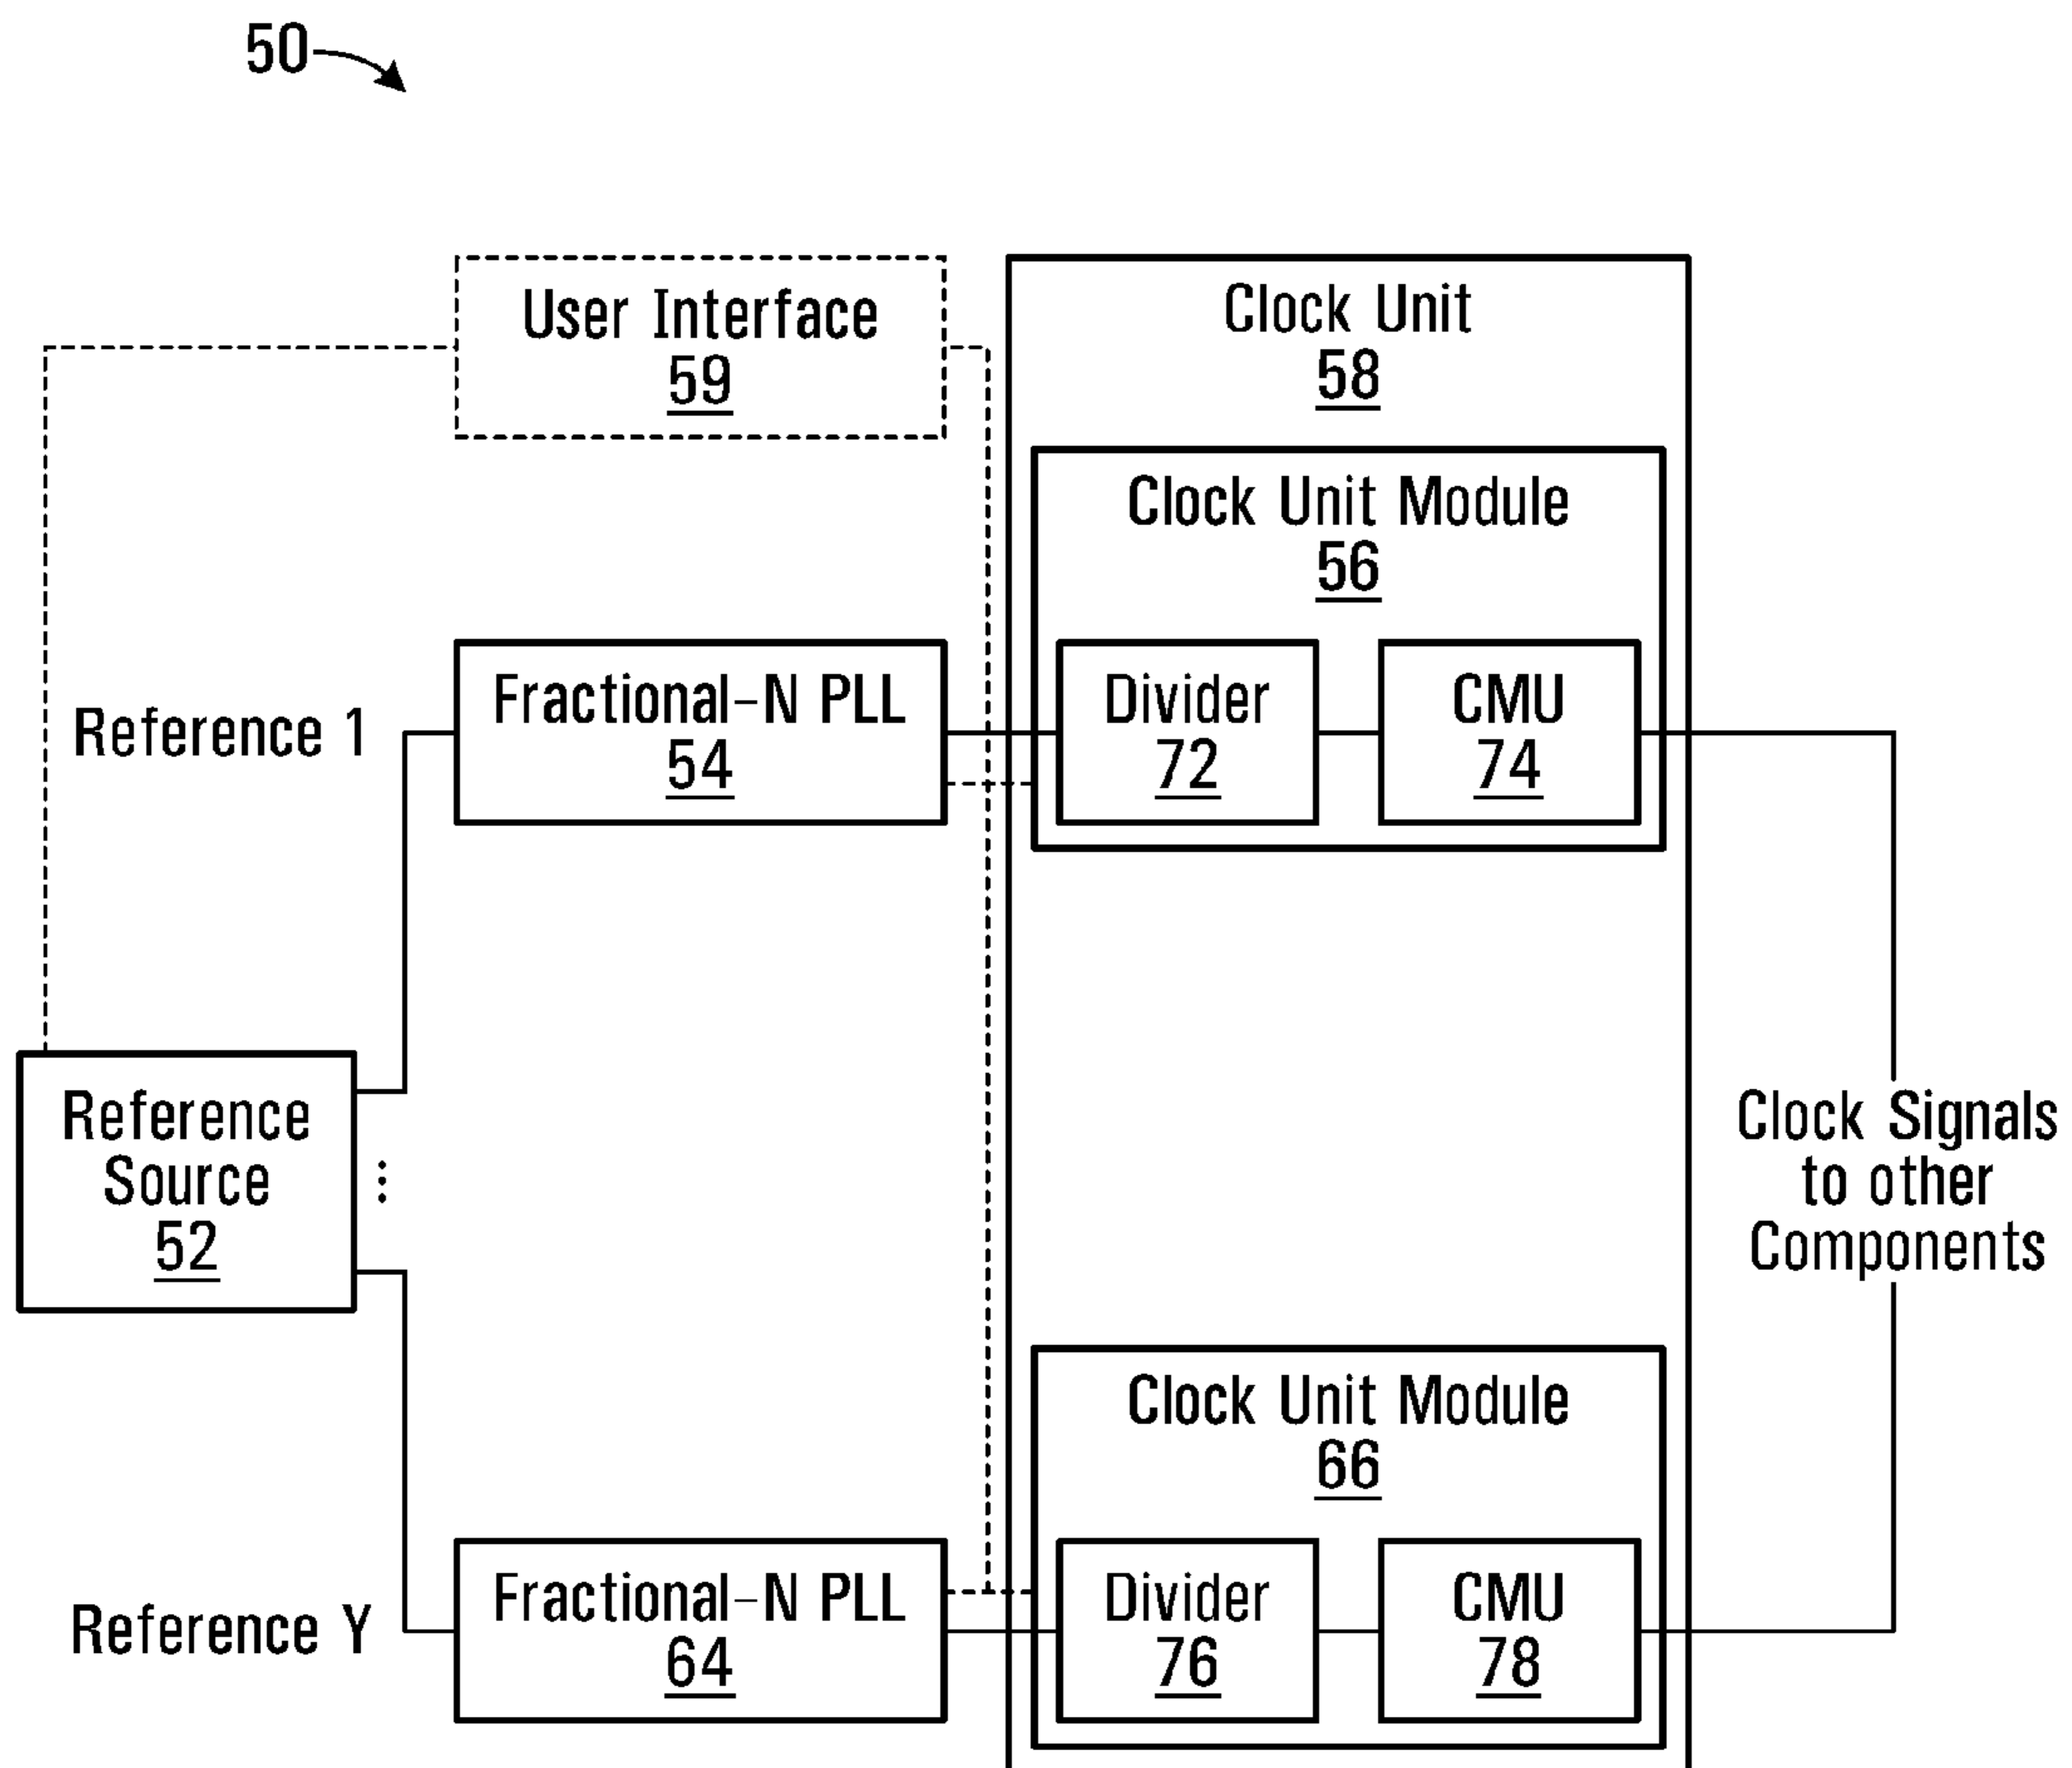 50
User Interface
59
Clock Unit
58
Clock Unit Module
56
Reference 1
Fractional-N PLL
54
Divider
72
CMU
74
Reference
Source
52
⋮
Clock Signals
to other
Components
Clock Unit Module
66
Reference Y
Fractional-N PLL
64
Divider
76
CMU
78